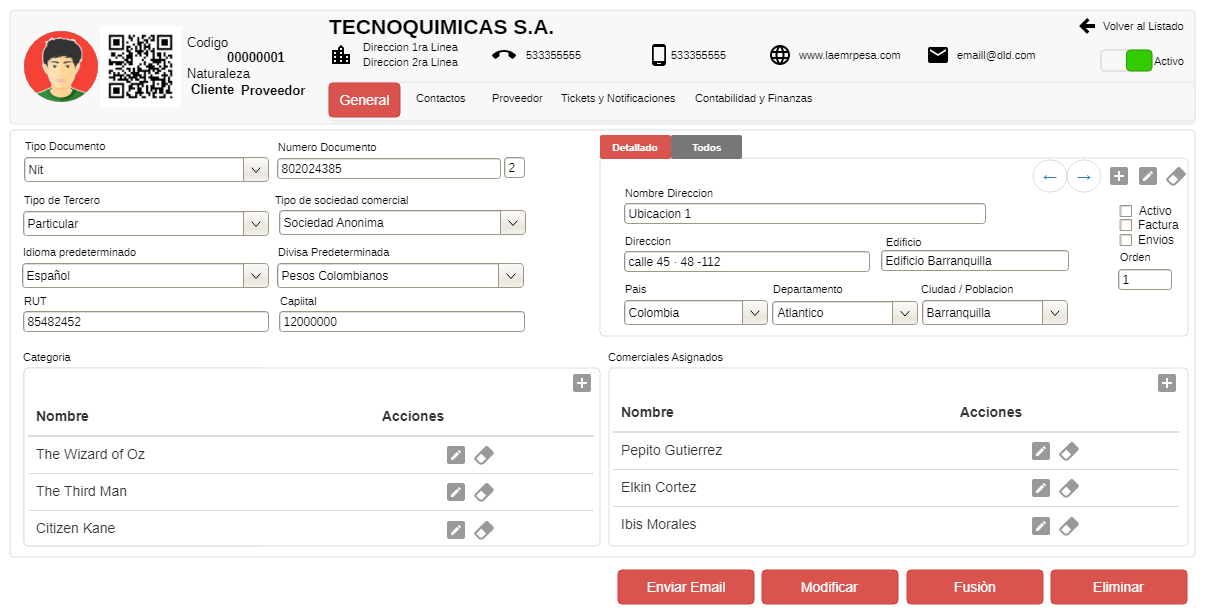 TECNOQUIMICAS S.A.
Volver al Listado
Codigo
00000001
Naturaleza
Cliente Proveedor
Direccion 1ra Linea
Direccion 2ra Linea
533355555
533355555
www.laemrpesa.com
emaill@dld.com
Activo
General
Contactos
Proveedor
Tickets y Notificaciones
Contabilidad y Finanzas
Tipo Documento
Numero Documento
Nit
802024385
2
Tipo de Tercero
Tipo de sociedad comercial
Particular
Sociedad Anonima
Idioma predeterminado
Divisa Predeterminada
Español
Pesos Colombianos
RUT
Capiital
85482452
12000000
Detallado
Todos
Nombre Direccion
Ubicacion 1
Direccion
Edificio
calle 45 · 48 -112
Edificio Barranquilla
Pais
Departamento
Ciudad / Poblacion
Colombia
Atlantico
Barranquilla
Activo
Factura
Envios
Orden
1
Categoria
Nombre
Acciones
The Wizard of Oz
The Third Man
Citizen Kane
Comerciales Asignados
Nombre
Acciones
Pepito Gutierrez
Elkin Cortez
Ibis Morales
Enviar Email
Modificar
Fusiòn
Eliminar